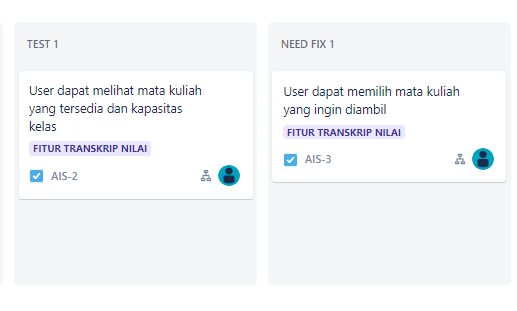 TEST 1
User dapat melihat mata kuliah
yang tersedia dan kapasitas
kelas
FITUR TRANSKRIP NILAI
AIS-2
NEED FIX 1
User dapat memilih mata kuliah
yang ingin diambil
FITUR TRANSKRIP NILAI
AIS-3